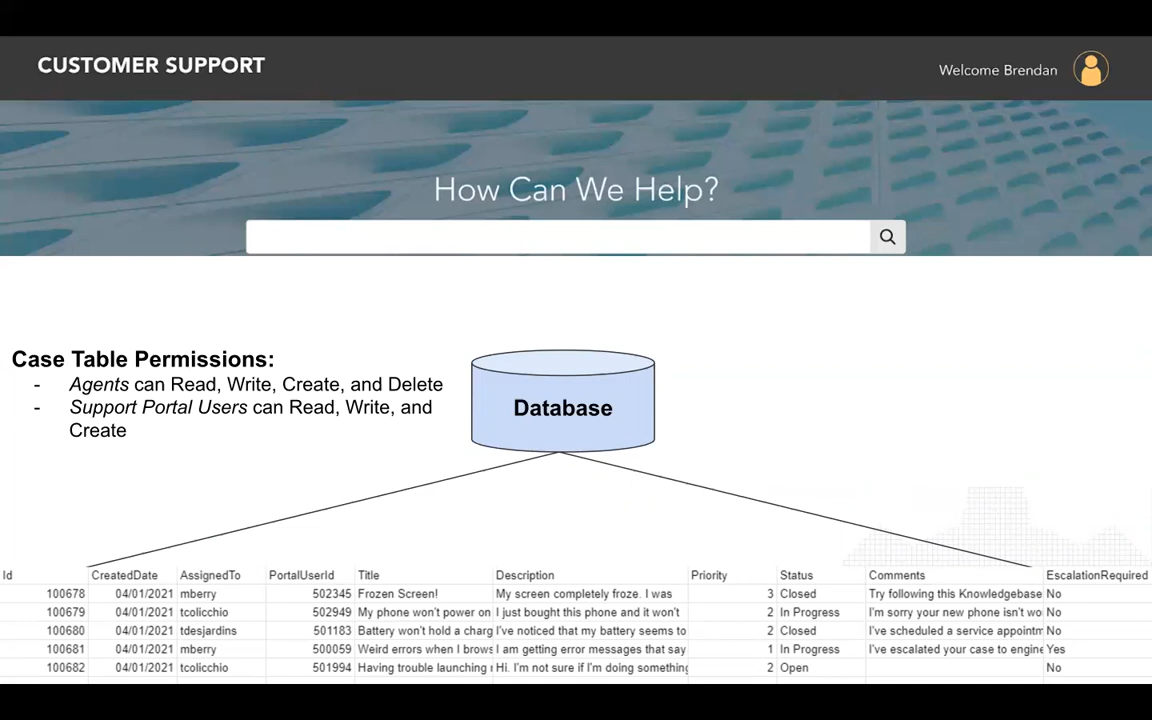 CUSTOMER SUPPORT
Welcome Brendan
How Can We Help?
Case Table Permissions:
- Agents can Read, Write, Create, and Delete
- Support Portal Users can Read, Write, and
Create
Database
Id CreatedDate AssignedTo PortalUserId Title Description Priority Status Comments EscalationRequired
100678 04/01/2021 mberry 502345 Frozen Screen! My screen completely froze. I was 3 Closed Try following this Knowledgebase No
100679 04/01/2021 tcolicchio 502949 My phone won't power on I just bought this phone and it won't 2 In Progress I'm sorry your new phone isn't wo No
100680 04/01/2021 tdesjardins 501183 Battery won't hold a charg I've noticed that my battery seems to 2 Closed I've scheduled a service appointm No
100681 04/01/2021 mberry 500059 Weird errors when I brows I am getting error messages that say 1 In Progress I've escalated your case to engine Yes
100682 04/01/2021 tcolicchio 501994 Having trouble launching Hi. I'm not sure if I'm doing something 2 Open No